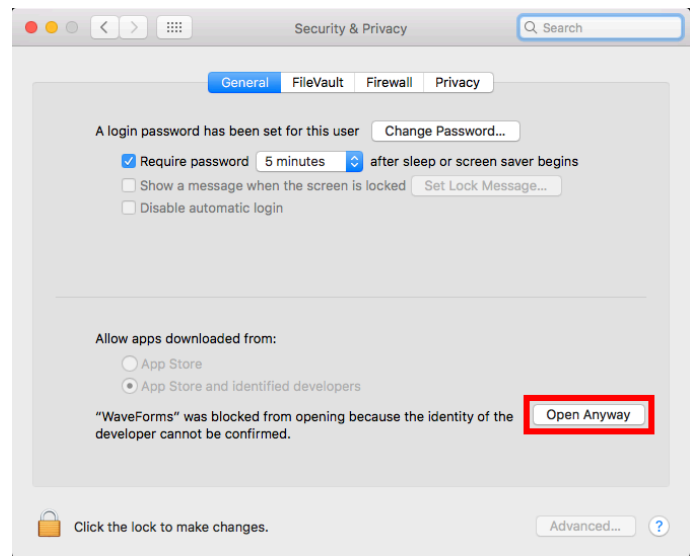 Security & Privacy
Search
General FileVault Firewall Privacy
A login password has been set for this user Change Password...
Require password 5 minutes after sleep or screen saver begins
Show a message when the screen is locked Set Lock Message...
Disable automatic login
Allow apps downloaded from:
App Store
App Store and identified developers
"WaveForms" was blocked from opening because the identity of the Open Anyway
developer cannot be confirmed.
Click the lock to make changes. Advanced... ?